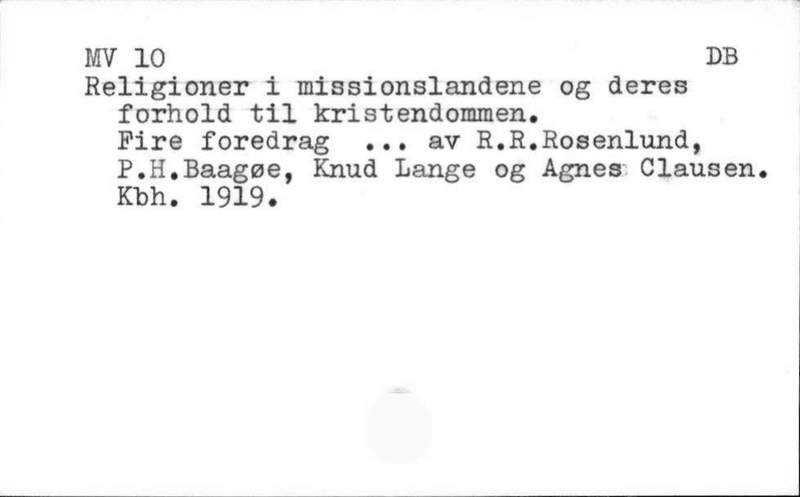 MV 10 DB
Religioner i missionslandene og deres
forhold til kristendommen.
Fire foredrag ... av R.R.Rosenlund,
P.H.Baagøe, Knud Lange og Agnes Clausen.
Kbh. 1919.